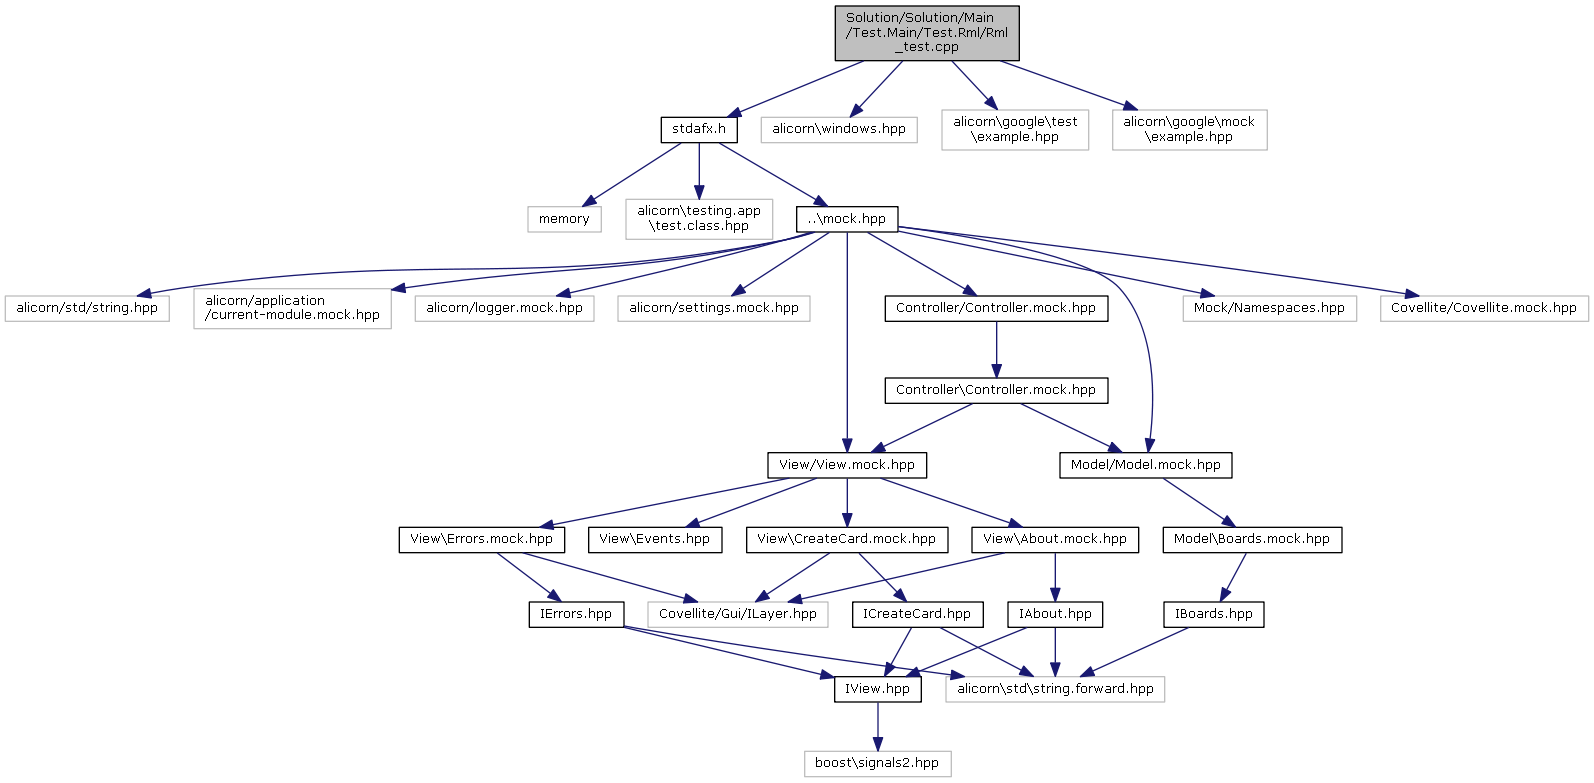 Solution/Solution/Main
/Test.Main/Test.Rml/Rml
_test.cpp
stdafx.h
alicorn\windows.hpp
alicorn\google\test
\example.hpp
alicorn\google\mock
\example.hpp
memory
alicorn\testing.app
\test.class.hpp
..\mock.hpp
alicorn/std/string.hpp
alicorn/application
/current-module.mock.hpp
alicorn/logger.mock.hpp
alicorn/settings.mock.hpp
Controller/Controller.mock.hpp
Mock/Namespaces.hpp
Covellite/Covellite.mock.hpp
Controller\Controller.mock.hpp
View/View.mock.hpp
Model/Model.mock.hpp
View\Errors.mock.hpp
View\Events.hpp
View\CreateCard.mock.hpp
View\About.mock.hpp
Model\Boards.mock.hpp
IErrors.hpp
Covellite/Gui/ILayer.hpp
ICreateCard.hpp
IAbout.hpp
IBoards.hpp
IView.hpp
alicorn\std\string.forward.hpp
boost\signals2.hpp